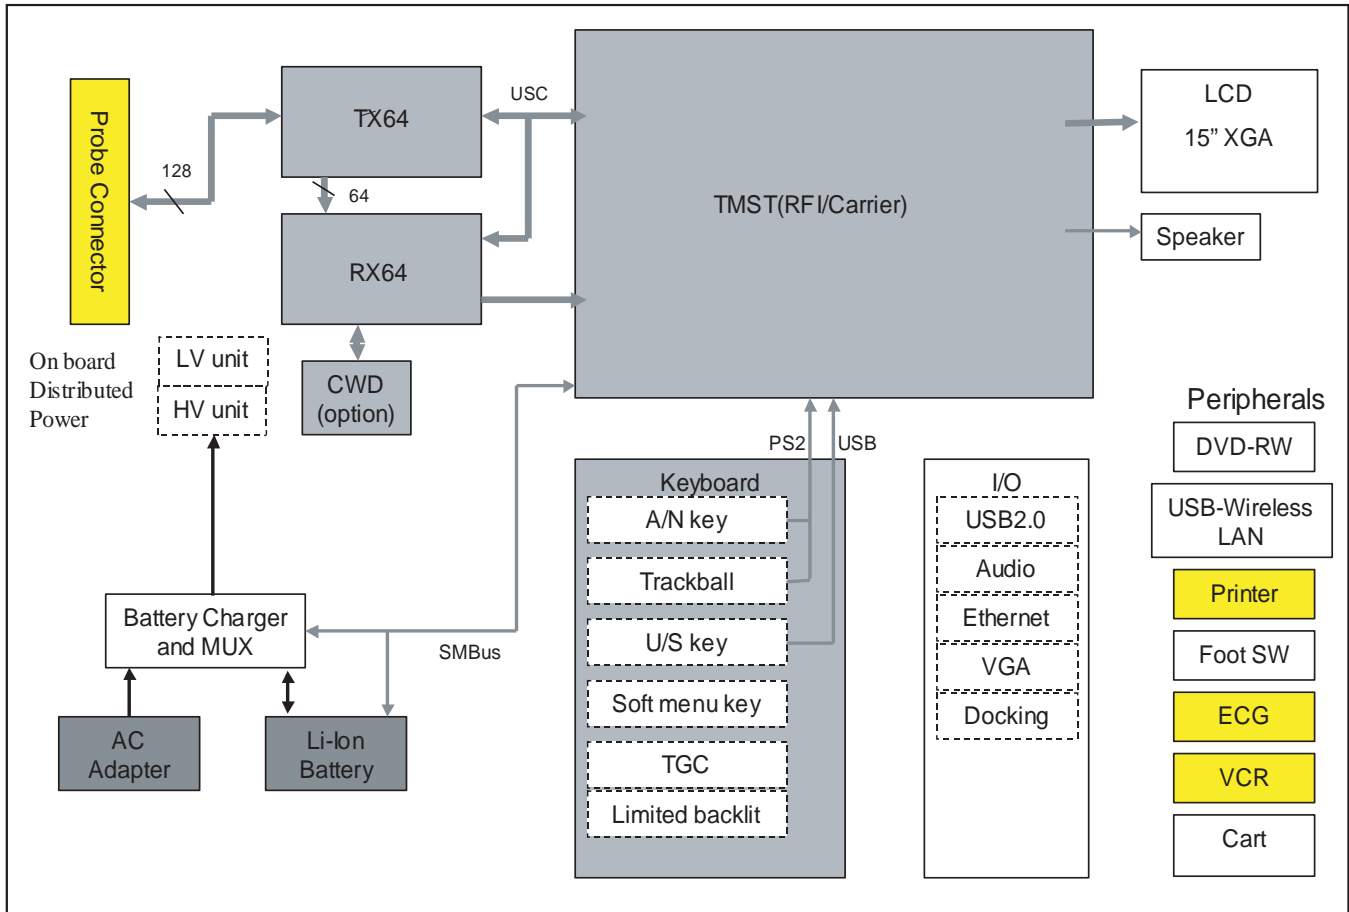 Probe Connector
128
TX64
64
RX64
USC
TMST(RFI/Carrier)
LCD
15” XGA
Speaker
On board
Distributed
Power
LV unit
HV unit
CWD
(option)
PS2
USB
Battery Charger
and MUX
SMBus
AC
Adapter
Li-Ion
Battery
Keyboard
A/N key
Trackball
U/S key
Soft menu key
TGC
Limited backlit
I/O
USB2.0
Audio
Ethernet
VGA
Docking
Peripherals
DVD-RW
USB-Wireless
LAN
Printer
Foot SW
ECG
VCR
Cart